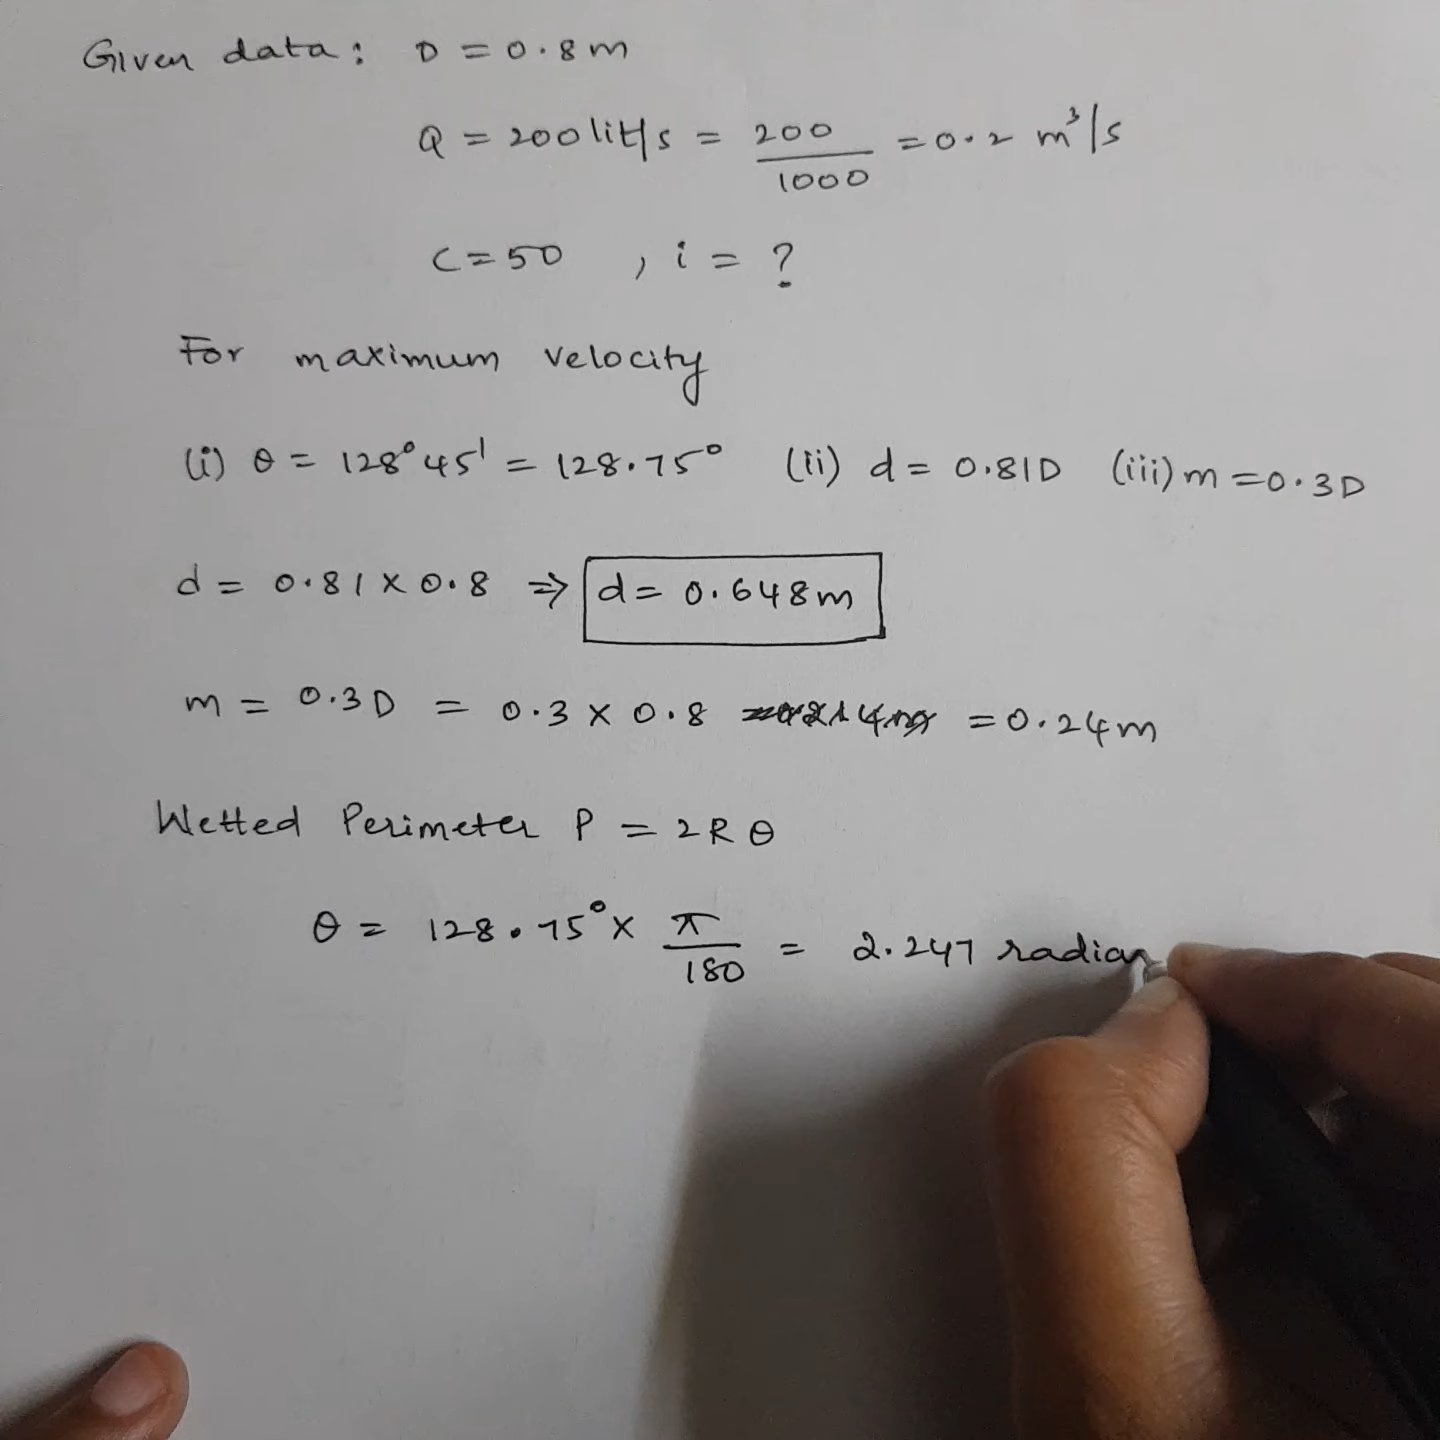 Given data: D = 0.8m
Q = 200 lit/s = 200/1000 = 0.2 m³/s
C = 50 , i = ?
For maximum velocity
(i) θ = 128°45' = 128.75° (ii) d = 0.81D (iii) m = 0.3D
d = 0.81 × 0.8 ⇒ d = 0.648m
m = 0.3D = 0.3 × 0.8 = 0.24m
Wetted Perimeter P = 2Rθ
θ = 128.75° × π/180 = 2.247 radian